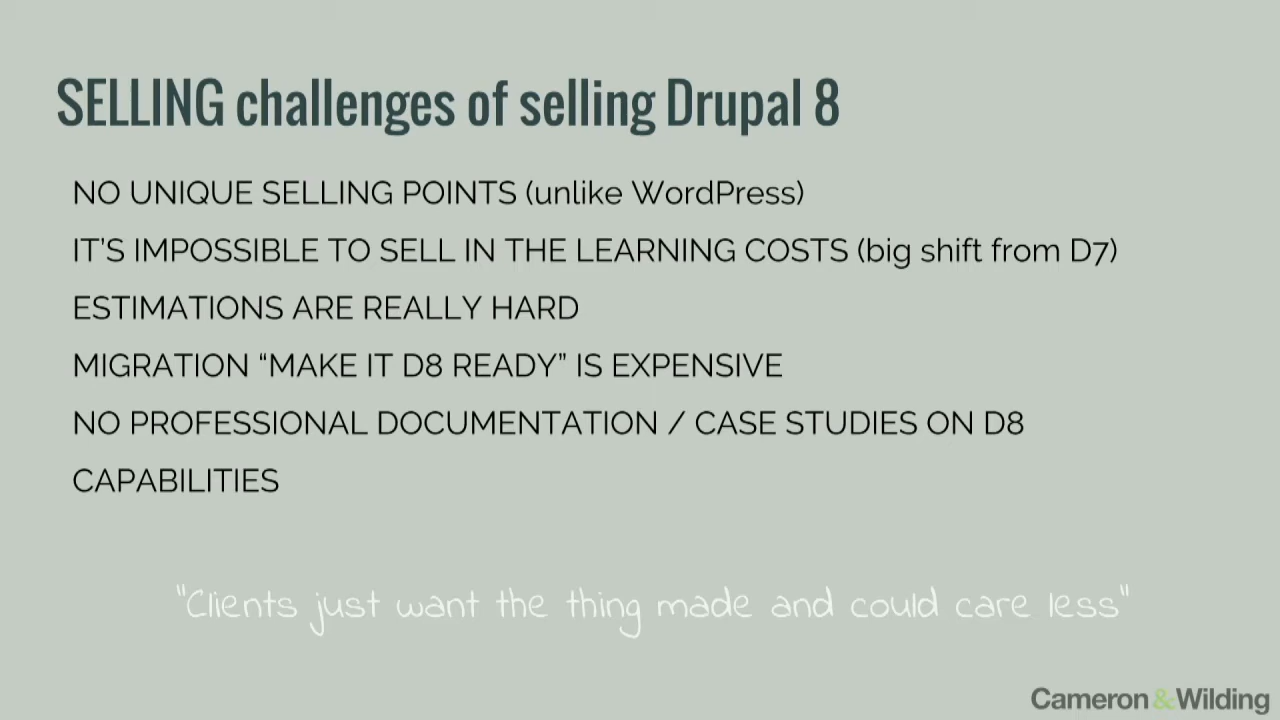 SELLING challenges of selling Drupal 8
NO UNIQUE SELLING POINTS (unlike WordPress)
IT’S IMPOSSIBLE TO SELL IN THE LEARNING COSTS (big shift from D7)
ESTIMATIONS ARE REALLY HARD
MIGRATION “MAKE IT D8 READY” IS EXPENSIVE
NO PROFESSIONAL DOCUMENTATION / CASE STUDIES ON D8
CAPABILITIES
"Clients just want the thing made and could care less"
Cameron&Wilding